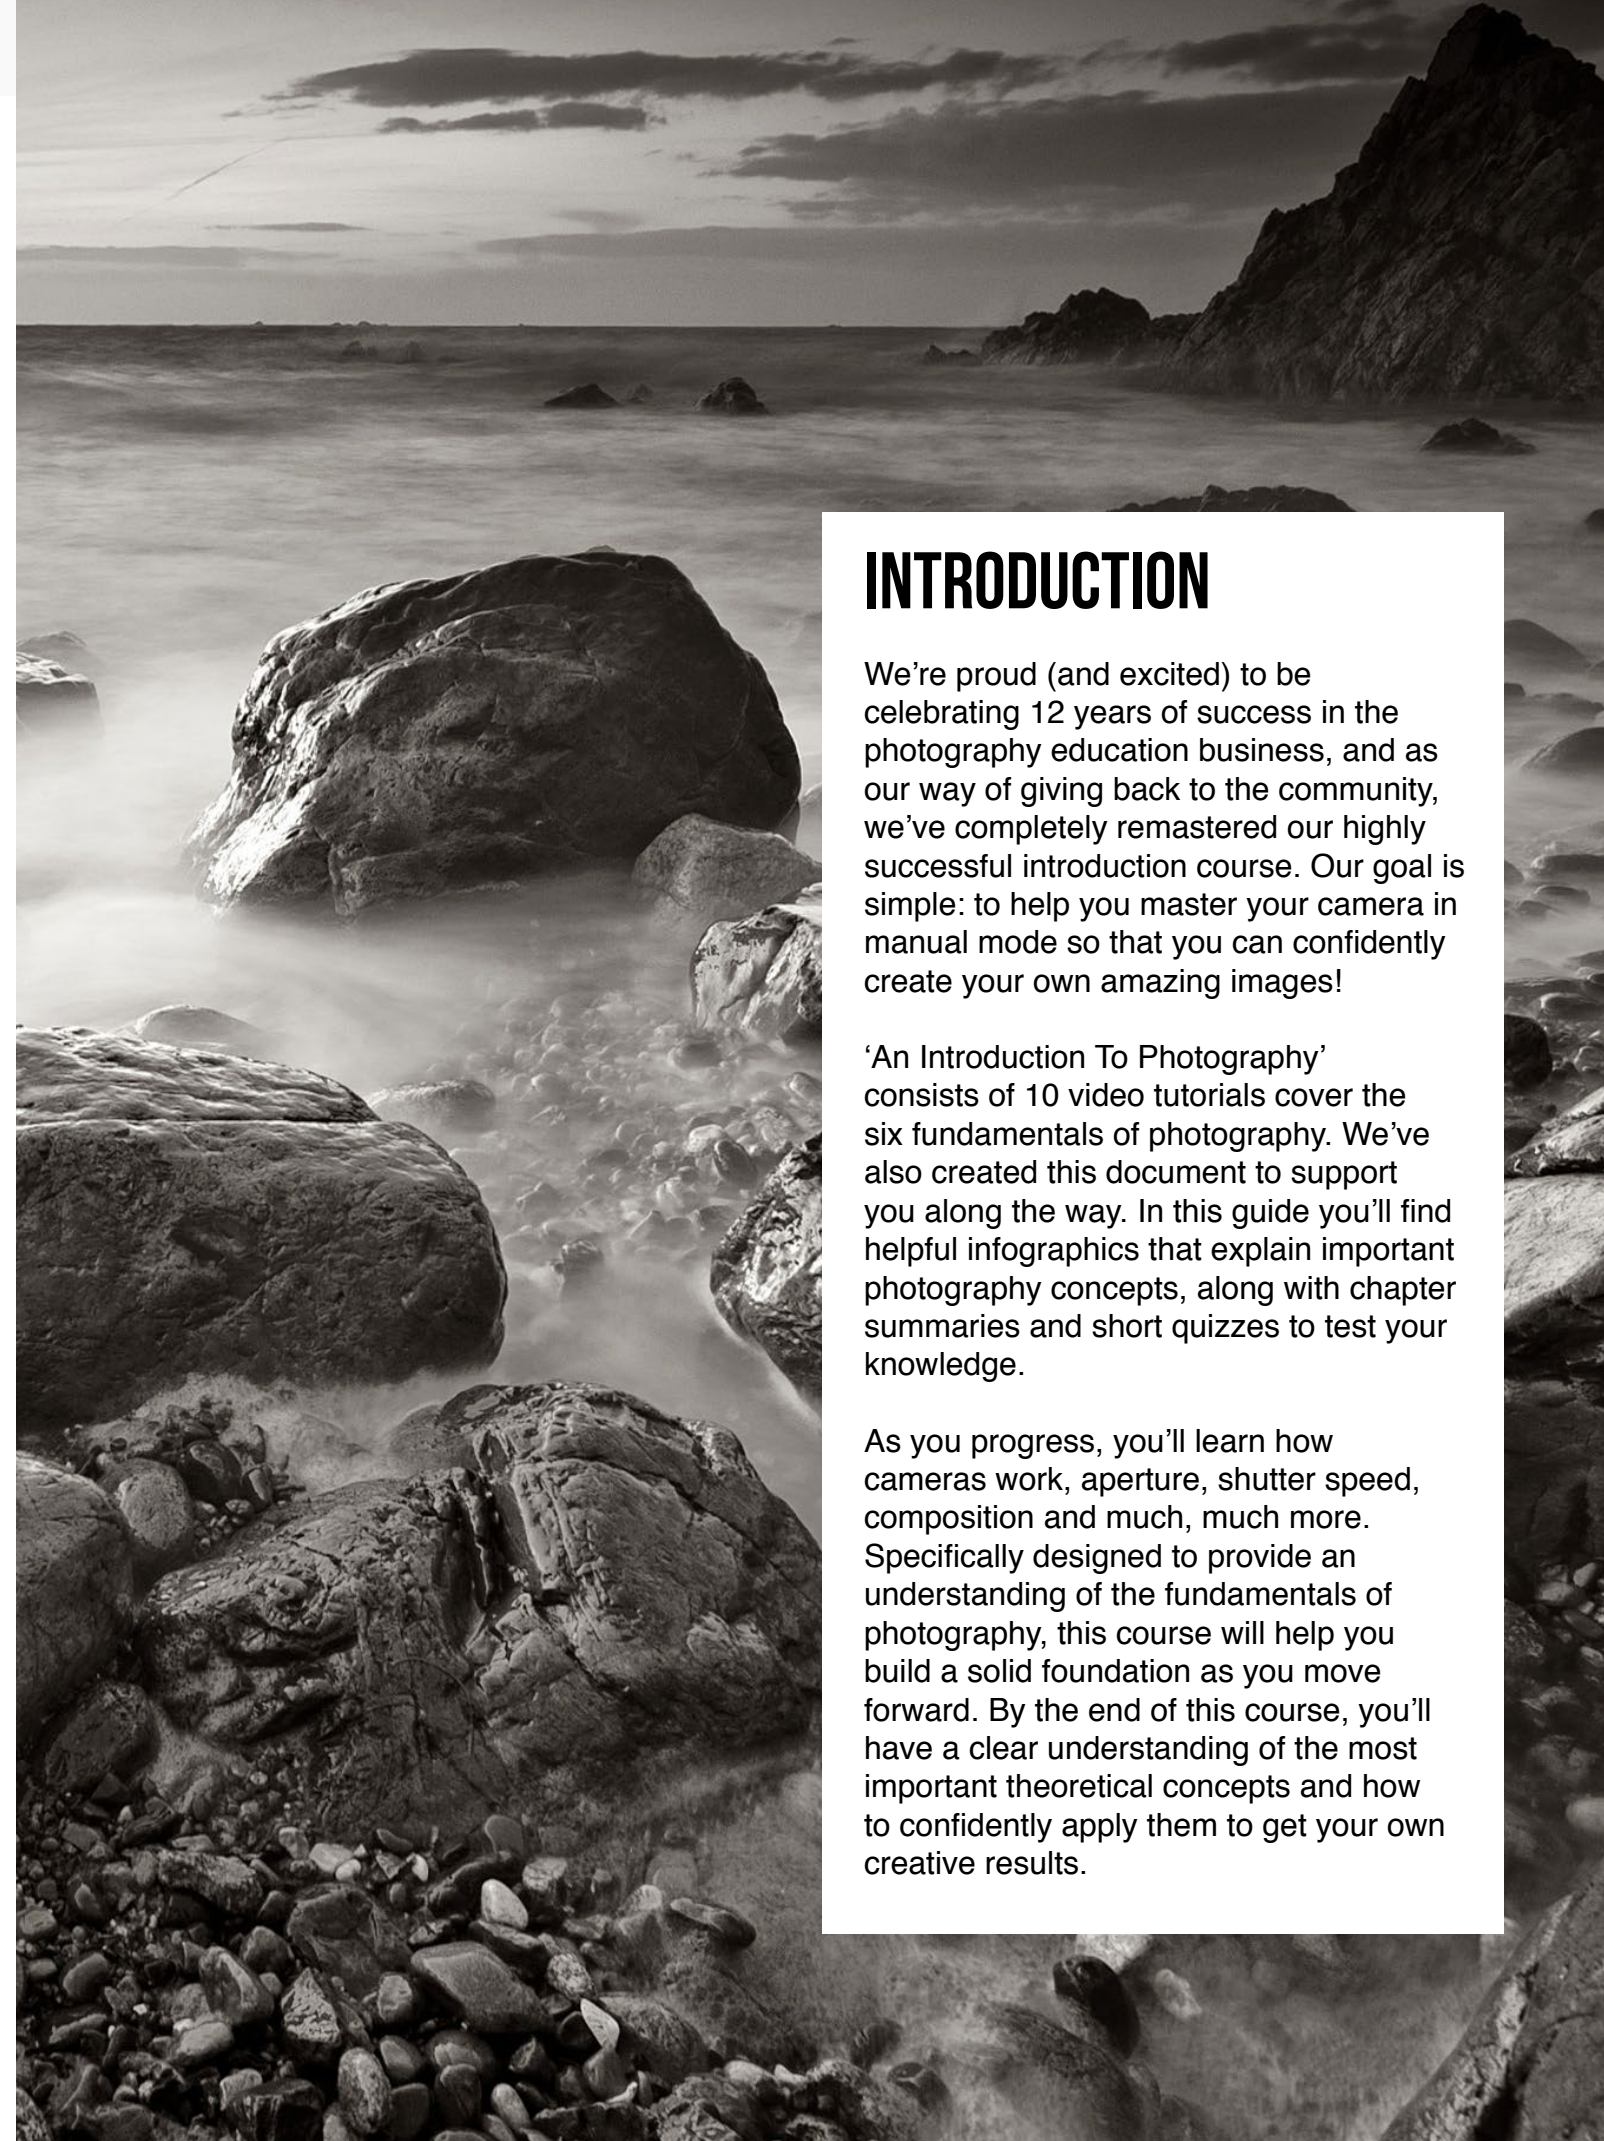 INTRODUCTION
We’re proud (and excited) to be
celebrating 12 years of success in the
photography education business, and as
our way of giving back to the community,
we’ve completely remastered our highly
successful introduction course. Our goal is
simple: to help you master your camera in
manual mode so that you can confidently
create your own amazing images!
‘An Introduction To Photography’
consists of 10 video tutorials cover the
six fundamentals of photography. We’ve
also created this document to support
you along the way. In this guide you’ll find
helpful infographics that explain important
photography concepts, along with chapter
summaries and short quizzes to test your
knowledge.
As you progress, you’ll learn how
cameras work, aperture, shutter speed,
composition and much, much more.
Specifically designed to provide an
understanding of the fundamentals of
photography, this course will help you
build a solid foundation as you move
forward. By the end of this course, you’ll
have a clear understanding of the most
important theoretical concepts and how
to confidently apply them to get your own
creative results.